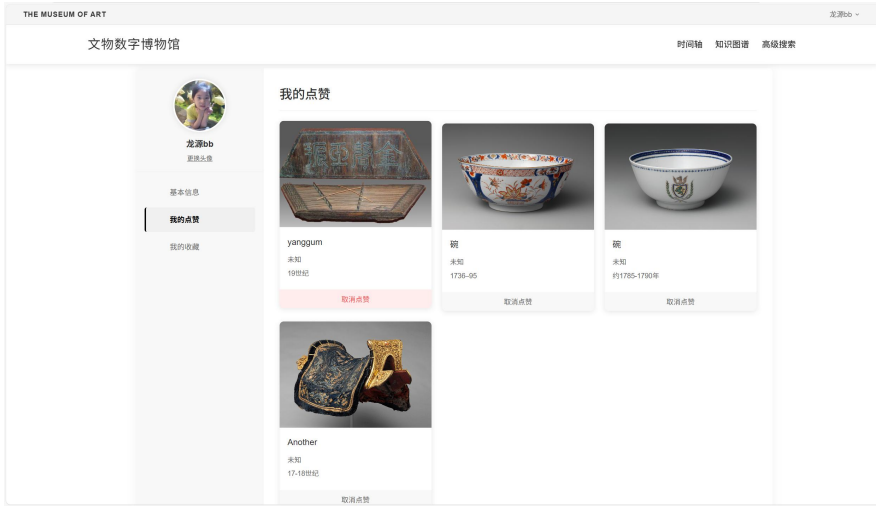 THE MUSEUM OF ART
龙源bb
文物数字博物馆
时间轴 知识图谱 高级搜索
龙源bb
更换头像
基本信息
我的点赞
我的收藏
我的点赞
yanggum
未知
19世纪
取消点赞
碗
未知
1736–95
取消点赞
碗
未知
约1785-1790年
取消点赞
Another
未知
17-18世纪
取消点赞